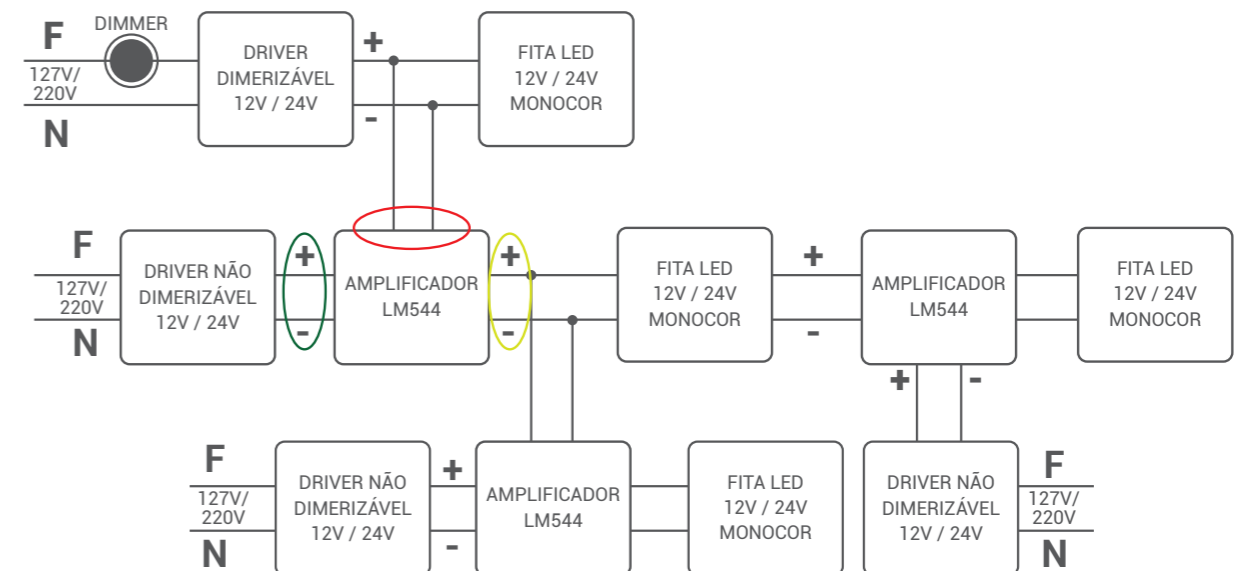 DIMMER
F
127V/
220V
N
DRIVER
DIMERIZÁVEL
12V / 24V
+
-
FITA LED
12V / 24V
MONOCOR
F
127V/
220V
N
DRIVER NÃO
DIMERIZÁVEL
12V / 24V
+
-
AMPLIFICADOR
LM544
+
-
FITA LED
12V / 24V
MONOCOR
+
-
AMPLIFICADOR
LM544
+ -
FITA LED
12V / 24V
MONOCOR
F
127V/
220V
N
DRIVER NÃO
DIMERIZÁVEL
12V / 24V
+
-
AMPLIFICADOR
LM544
FITA LED
12V / 24V
MONOCOR
DRIVER NÃO
DIMERIZÁVEL
12V / 24V
F
127V/
220V
N